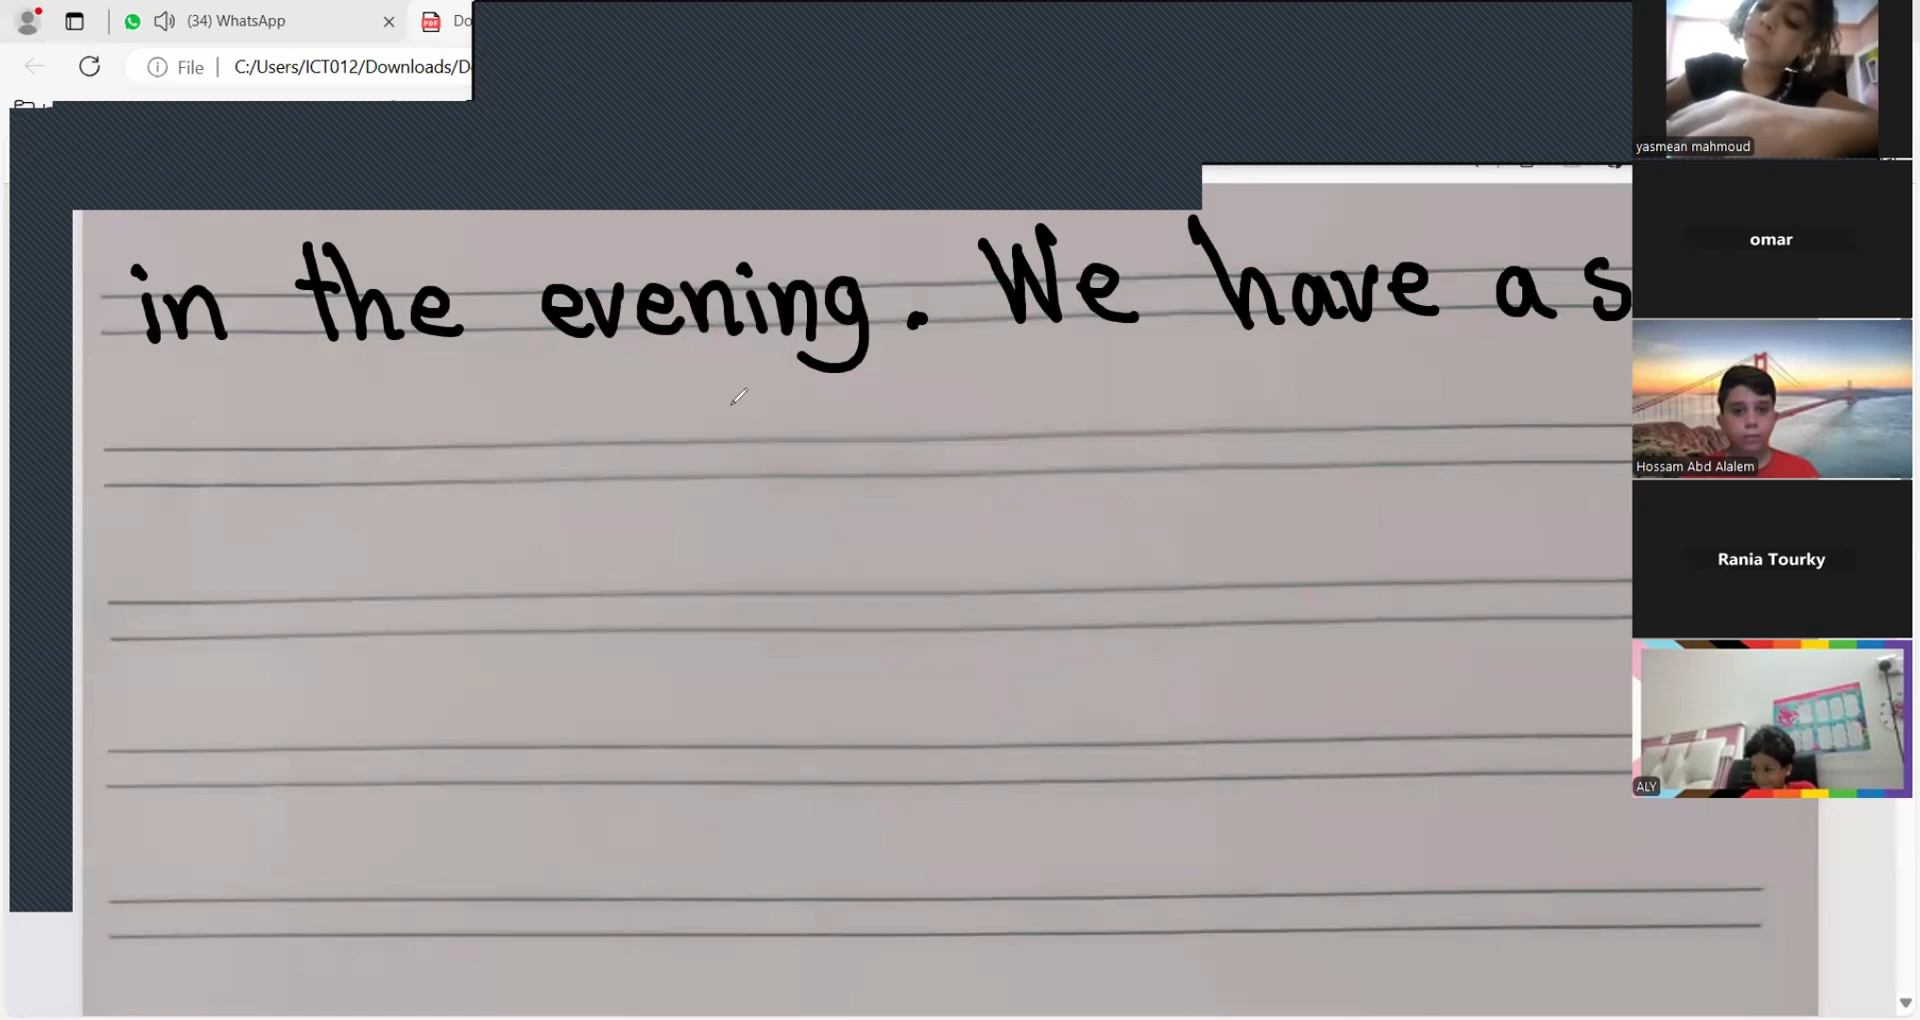 (34) WhatsApp
File
C:/Users/ICT012/Downloads/D
in the evening. We have a s
yasmean mahmoud
omar
Hossam Abd Alalem
Rania Tourky
ALY